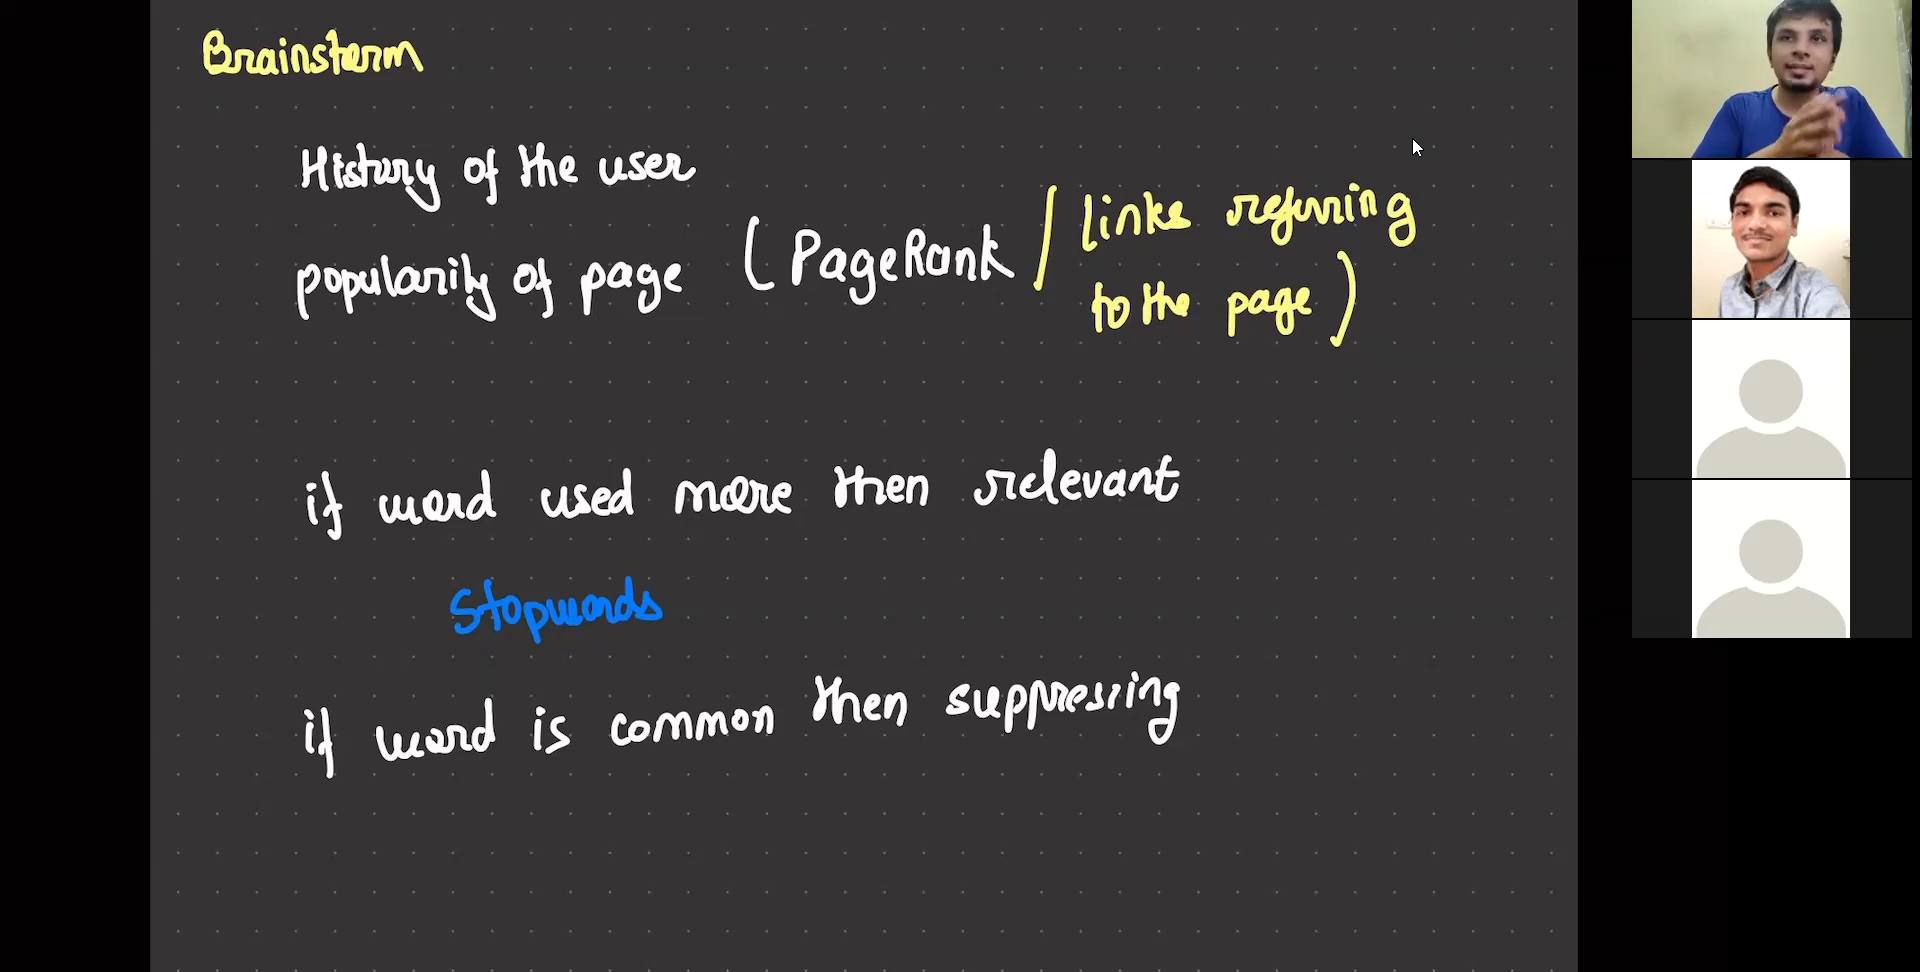 Brainstorm
History of the user
popularity of page (PageRank / links referring
to the page)
if word used more then relevant
Stopwords
if word is common then suppressing